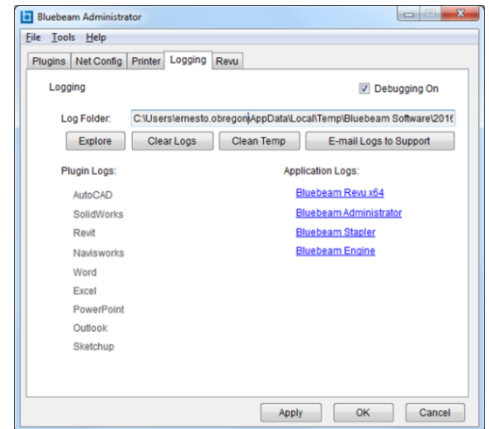 Bluebeam Administrator
File Tools Help
Plugins Net Config Printer Logging Revu
Logging
Debugging On
Log Folder: C:\Users\ernesto.obregon\AppData\Local\Temp\Bluebeam Software\2016
Explore Clear Logs Clean Temp E-mail Logs to Support
Plugin Logs: Application Logs:
AutoCAD Bluebeam Revu x64
SolidWorks Bluebeam Administrator
Revit Bluebeam Stapler
Navisworks Bluebeam Engine
Word
Excel
PowerPoint
Outlook
Sketchup
Apply OK Cancel